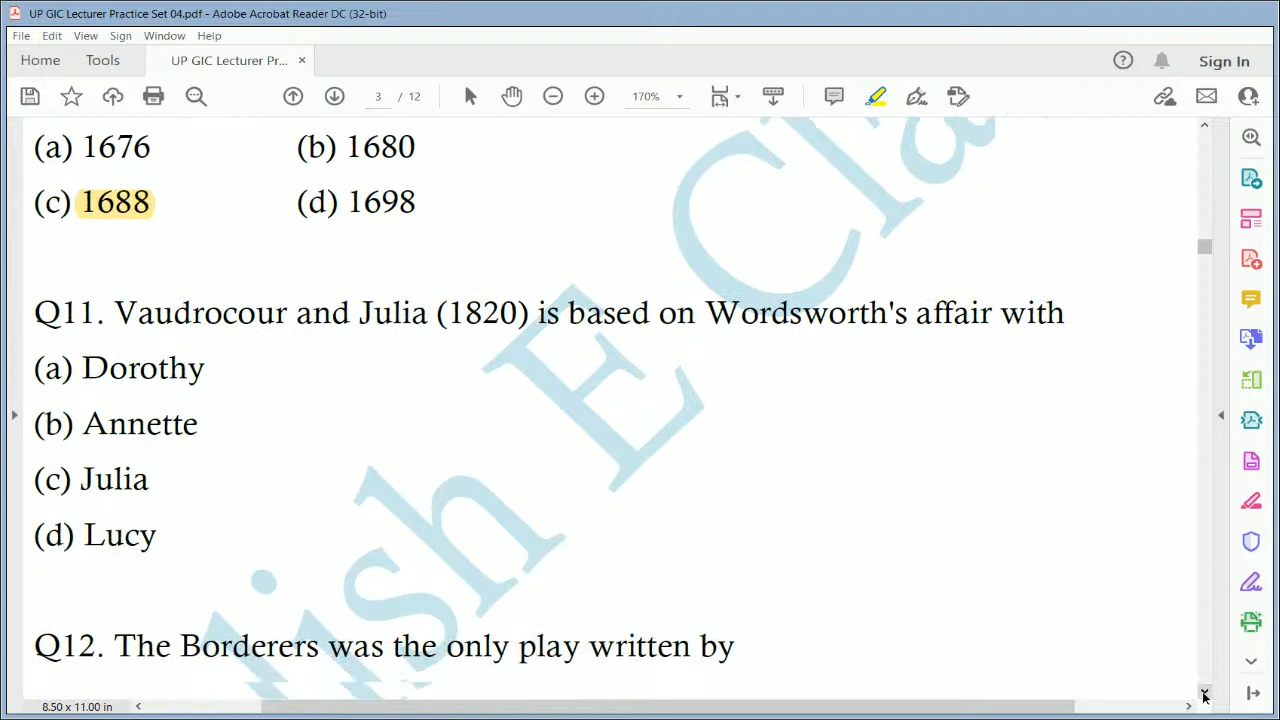 UP GIC Lecturer Practice Set 04.pdf - Adobe Acrobat Reader DC (32-bit)
File Edit View Sign Window Help
Home Tools UP GIC Lecturer Pr... × Sign In
3 / 12 170%
(a) 1676 (b) 1680
(c) 1688 (d) 1698
Q11. Vaudrocour and Julia (1820) is based on Wordsworth's affair with
(a) Dorothy
(b) Annette
(c) Julia
(d) Lucy
Q12. The Borderers was the only play written by
8.50 x 11.00 in
lish E Cla